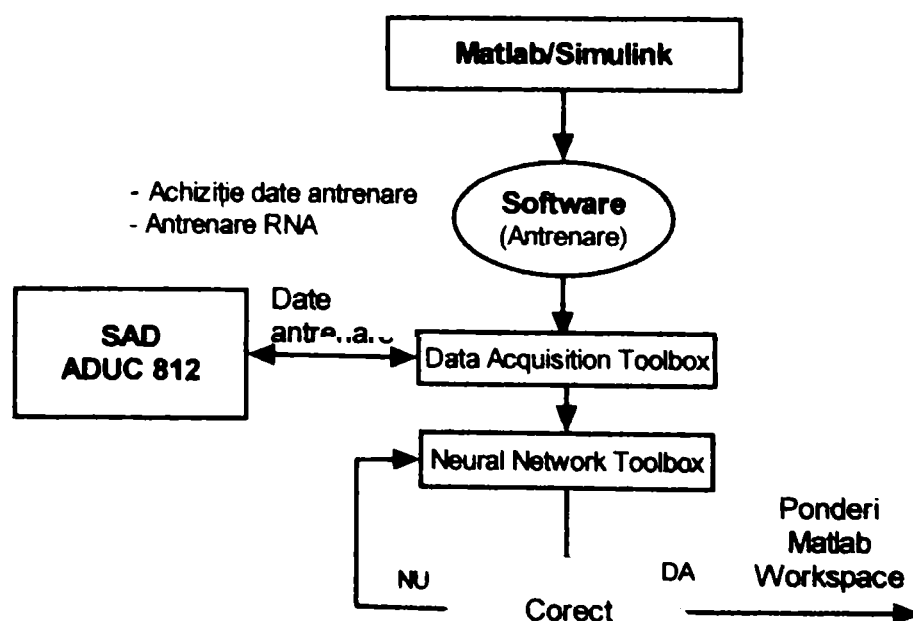 Matlab/Simulink
- Achiziție date antrenare
- Antrenare RNA
Software
(Antrenare)
Date
antrenare
SAD
ADUC 812
Data Acquisition Toolbox
Neural Network Toolbox
Ponderi
Matlab
Workspace
NU
DA
Corect